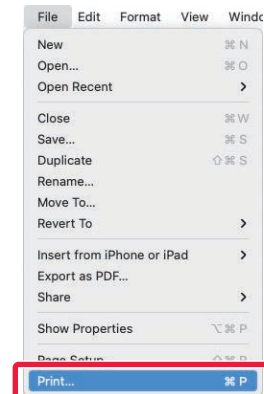 File Edit Format View Windo
New ⌘ N
Open... ⌘ O
Open Recent >
Close ⌘ W
Save... ⌘ S
Duplicate ⇧ ⌘ S
Rename...
Move To...
Revert To >
Insert from iPhone or iPad >
Export as PDF...
Share >
Show Properties ⌥ ⌘ P
Page Setup... ⇧ ⌘ P
Print... ⌘ P